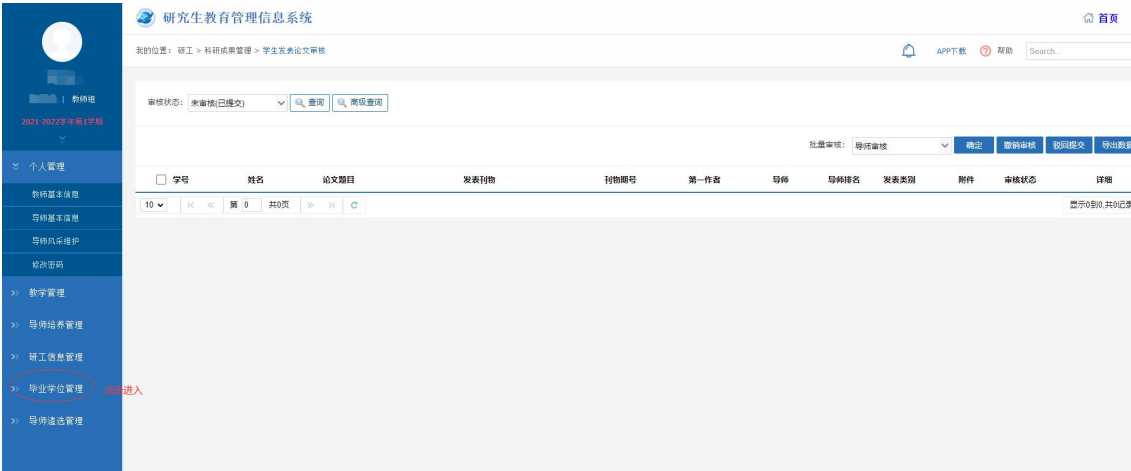 研究生教育管理信息系统
首页
我的位置： 研工 > 科研成果管理 > 学生发表论文审核
APP下载
帮助
Search...
| 教师组
2021-2022学年第1学期
个人管理
教师基本信息
导师基本信息
导师风采维护
修改密码
教学管理
导师培养管理
研工信息管理
毕业学位管理
点击进入
导师遴选管理
审核状态: 未审核(已提交) 查询 高级查询
批量审核: 导师审核 确定 撤销审核 驳回提交 导出数据
学号 姓名 论文题目 发表刊物 刊物期号 第一作者 导师 导师排名 发表类别 附件 审核状态 详细
10 第 0 共0页 显示0到0,共0记录